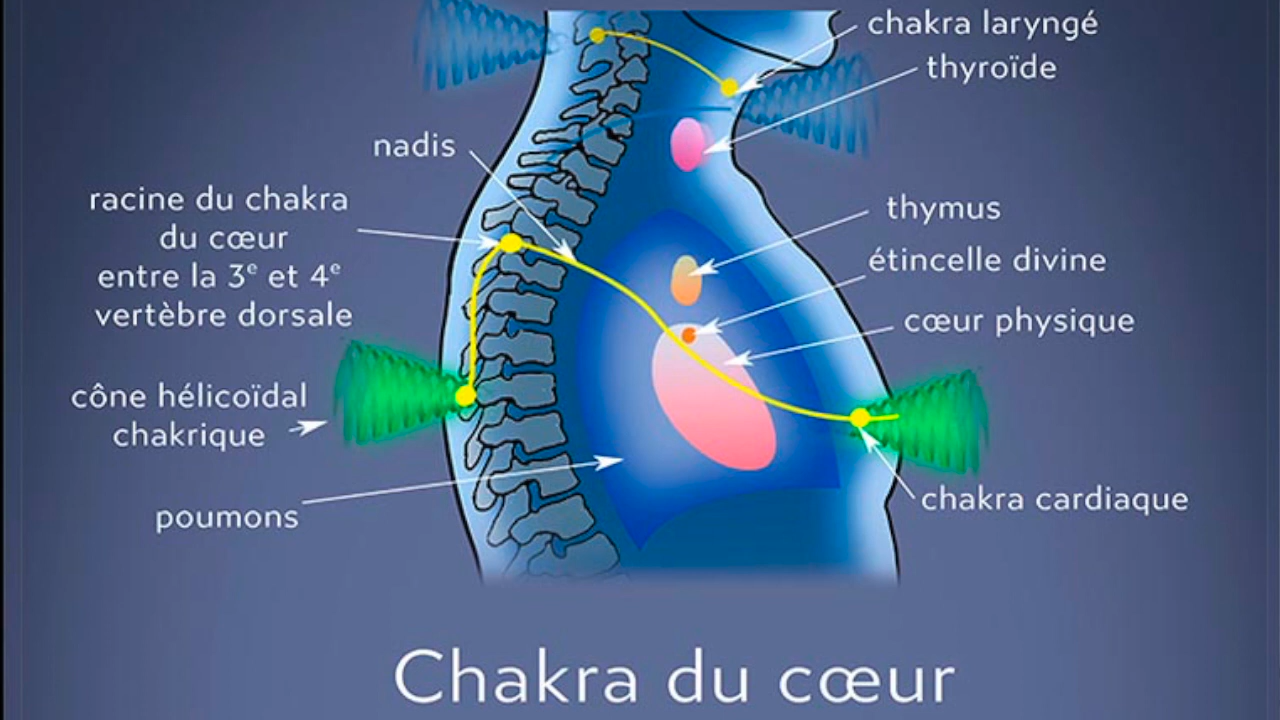 chakra laryngé
thyroïde
nadis
racine du chakra
du cœur
entre la 3ᵉ et 4ᵉ
vertèbre dorsale
thymus
étincelle divine
cœur physique
cône hélicoïdal
chakrique
poumons
chakra cardiaque
Chakra du cœur